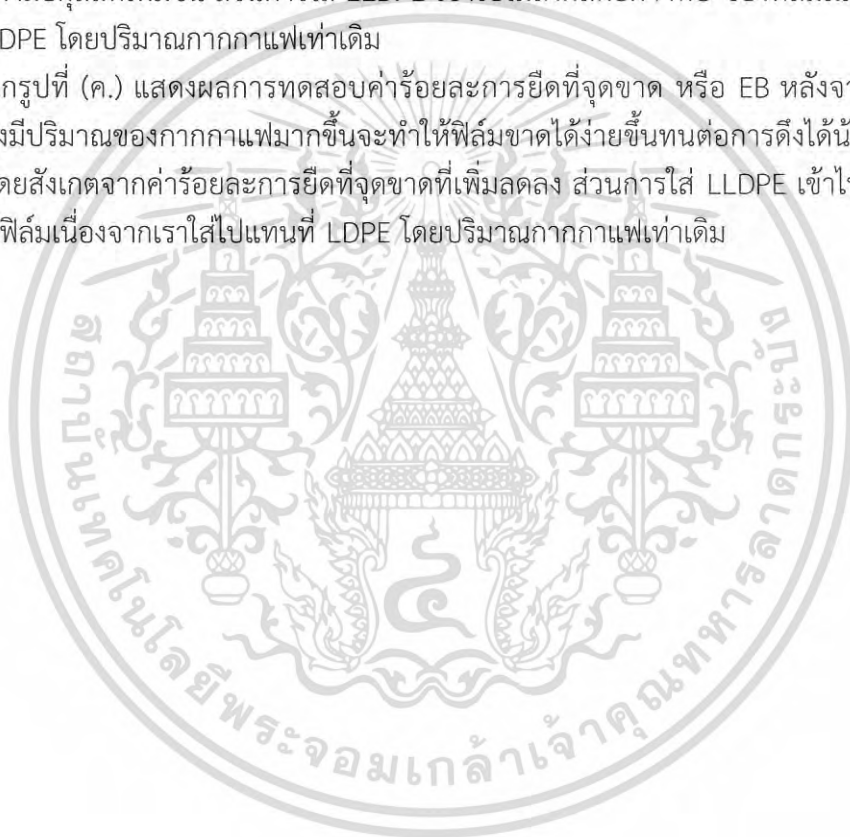 LLDPE
DPE โดยปริมาณกากกาแฟเท่าเดิม
กรูปที่ (ค.) แสดงผลการทดสอบค่าร้อยละการยืดที่จุดขาด หรือ EB หลังจา
งมีปริมาณของกากกาแฟมากขึ้นจะทำให้ฟิล์มขาดได้ง่ายขึ้นทนต่อการดึงได้น้
ดยสังเกตจากค่าร้อยละการยืดที่จุดขาดที่เพิ่มลดลง ส่วนการใส่ LLDPE เข้าไ
ฟิล์มเนื่องจากเราใส่ไปแทนที่ LDPE โดยปริมาณกากกาแฟเท่าเดิม
สถาบันเทคโนโลยีพระจอมเกล้าเจ้าคุณทหารลาดกระบัง